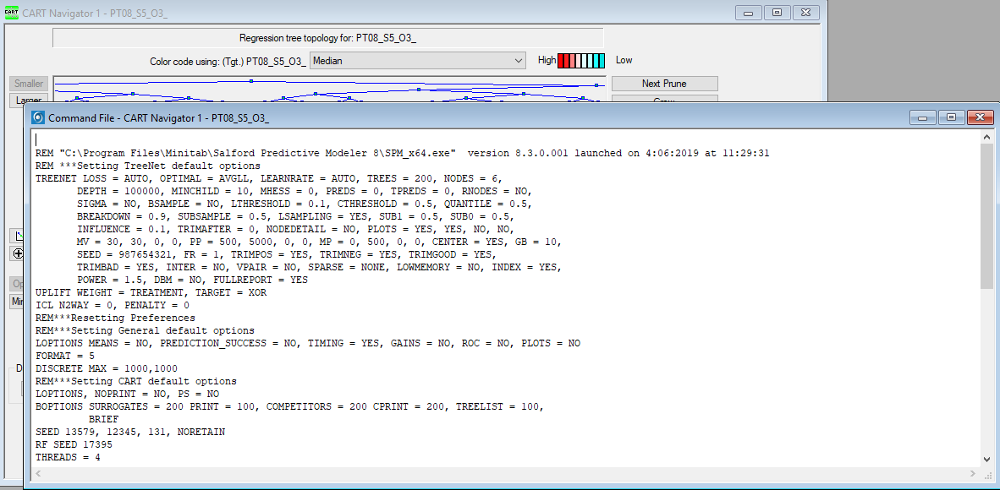 CART CART Navigator 1 - PT08_S5_O3_
Regression tree topology for: PT08_S5_O3_
Color code using: (Tgt.) PT08_S5_O3_ Median High Low
Smaller Next Prune
Larger
Command File - CART Navigator 1 - PT08_S5_O3_
REM "C:\Program Files\Minitab\Salford Predictive Modeler 8\SPM_x64.exe"  version 8.3.0.001 launched on 4:06:2019 at 11:29:31
REM ***Setting TreeNet default options
TREENET LOSS = AUTO, OPTIMAL = AVGLL, LEARNRATE = AUTO, TREES = 200, NODES = 6,
DEPTH = 100000, MINCHILD = 10, MHESS = 0, PREDS = 0, TPREDS = 0, RNODES = NO,
SIGMA = NO, BSAMPLE = NO, LTHRESHOLD = 0.1, CTHRESHOLD = 0.5, QUANTILE = 0.5,
BREAKDOWN = 0.9, SUBSAMPLE = 0.5, LSAMPLING = YES, SUB1 = 0.5, SUB0 = 0.5,
INFLUENCE = 0.1, TRIMAFTER = 0, NODEDETAIL = NO, PLOTS = YES, YES, NO, NO,
MV = 30, 30, 0, 0, PP = 500, 5000, 0, 0, MP = 0, 500, 0, 0, CENTER = YES, GB = 10,
SEED = 987654321, FR = 1, TRIMPOS = YES, TRIMNEG = YES, TRIMGOOD = YES,
TRIMBAD = YES, INTER = NO, VPAIR = NO, SPARSE = NONE, LOWMEMORY = NO, INDEX = YES,
POWER = 1.5, DBM = NO, FULLREPORT = YES
UPLIFT WEIGHT = TREATMENT, TARGET = XOR
ICL N2WAY = 0, PENALTY = 0
REM***Resetting Preferences
REM***Setting General default options
LOPTIONS MEANS = NO, PREDICTION_SUCCESS = NO, TIMING = YES, GAINS = NO, ROC = NO, PLOTS = NO
FORMAT = 5
DISCRETE MAX = 1000,1000
REM***Setting CART default options
LOPTIONS, NOPRINT = NO, PS = NO
BOPTIONS SURROGATES = 200 PRINT = 100, COMPETITORS = 200 CPRINT = 200, TREELIST = 100,
BRIEF
SEED 13579, 12345, 131, NORETAIN
RF SEED 17395
THREADS = 4